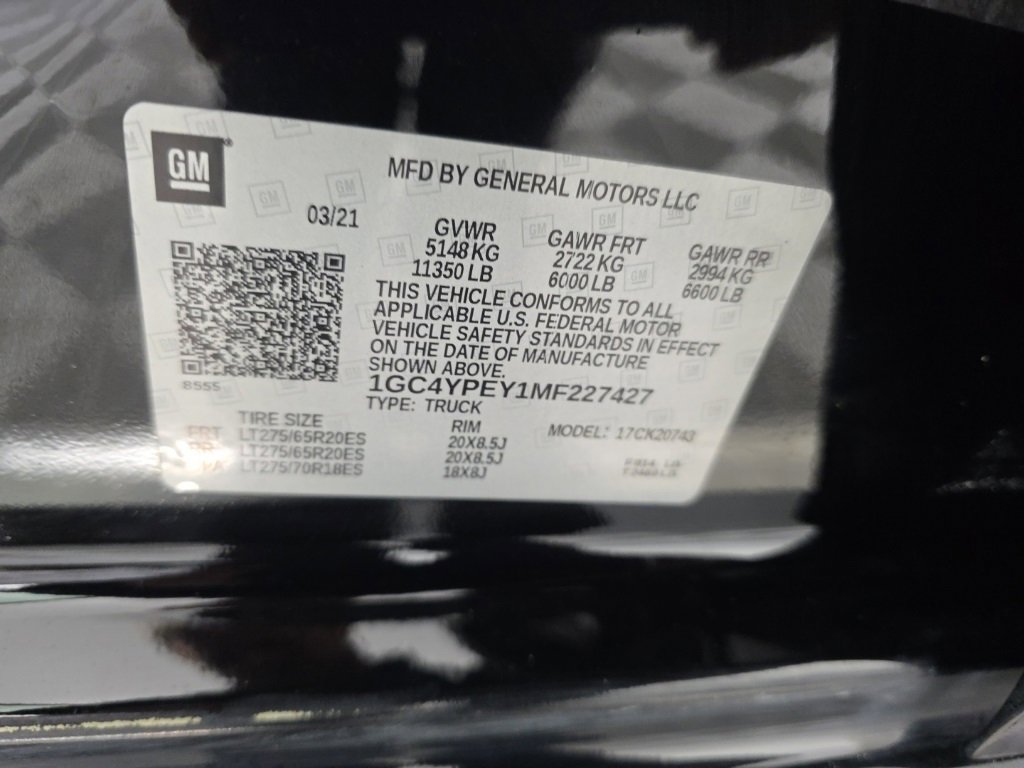 GM
MFD BY GENERAL MOTORS LLC
03/21
GVWR GAWR FRT GAWR RR
5148 KG 2722 KG 2994 KG
11350 LB 6000 LB 6600 LB
THIS VEHICLE CONFORMS TO ALL
APPLICABLE U.S. FEDERAL MOTOR
VEHICLE SAFETY STANDARDS IN EFFECT
ON THE DATE OF MANUFACTURE
SHOWN ABOVE.
8555
1GC4YPEY1MF227427
TYPE: TRUCK
TIRE SIZE RIM MODEL: 17CK20743
FRT LT275/65R20ES 20X8.5J
LT275/65R20ES 20X8.5J
LT275/70R18ES 18X8J